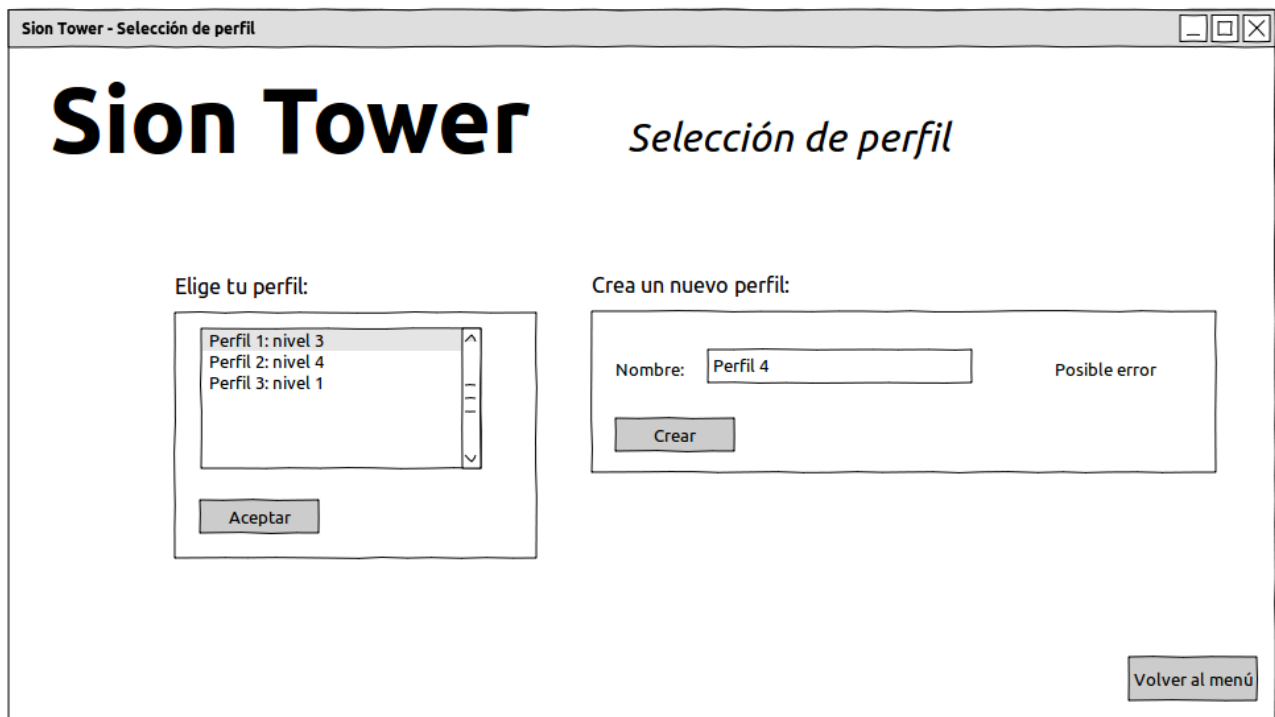 Sion Tower - Selección de perfil
Sion Tower
Selección de perfil
Elige tu perfil:
Perfil 1: nivel 3
Perfil 2: nivel 4
Perfil 3: nivel 1
Aceptar
Crea un nuevo perfil:
Nombre: Perfil 4 Posible error
Crear
Volver al menú